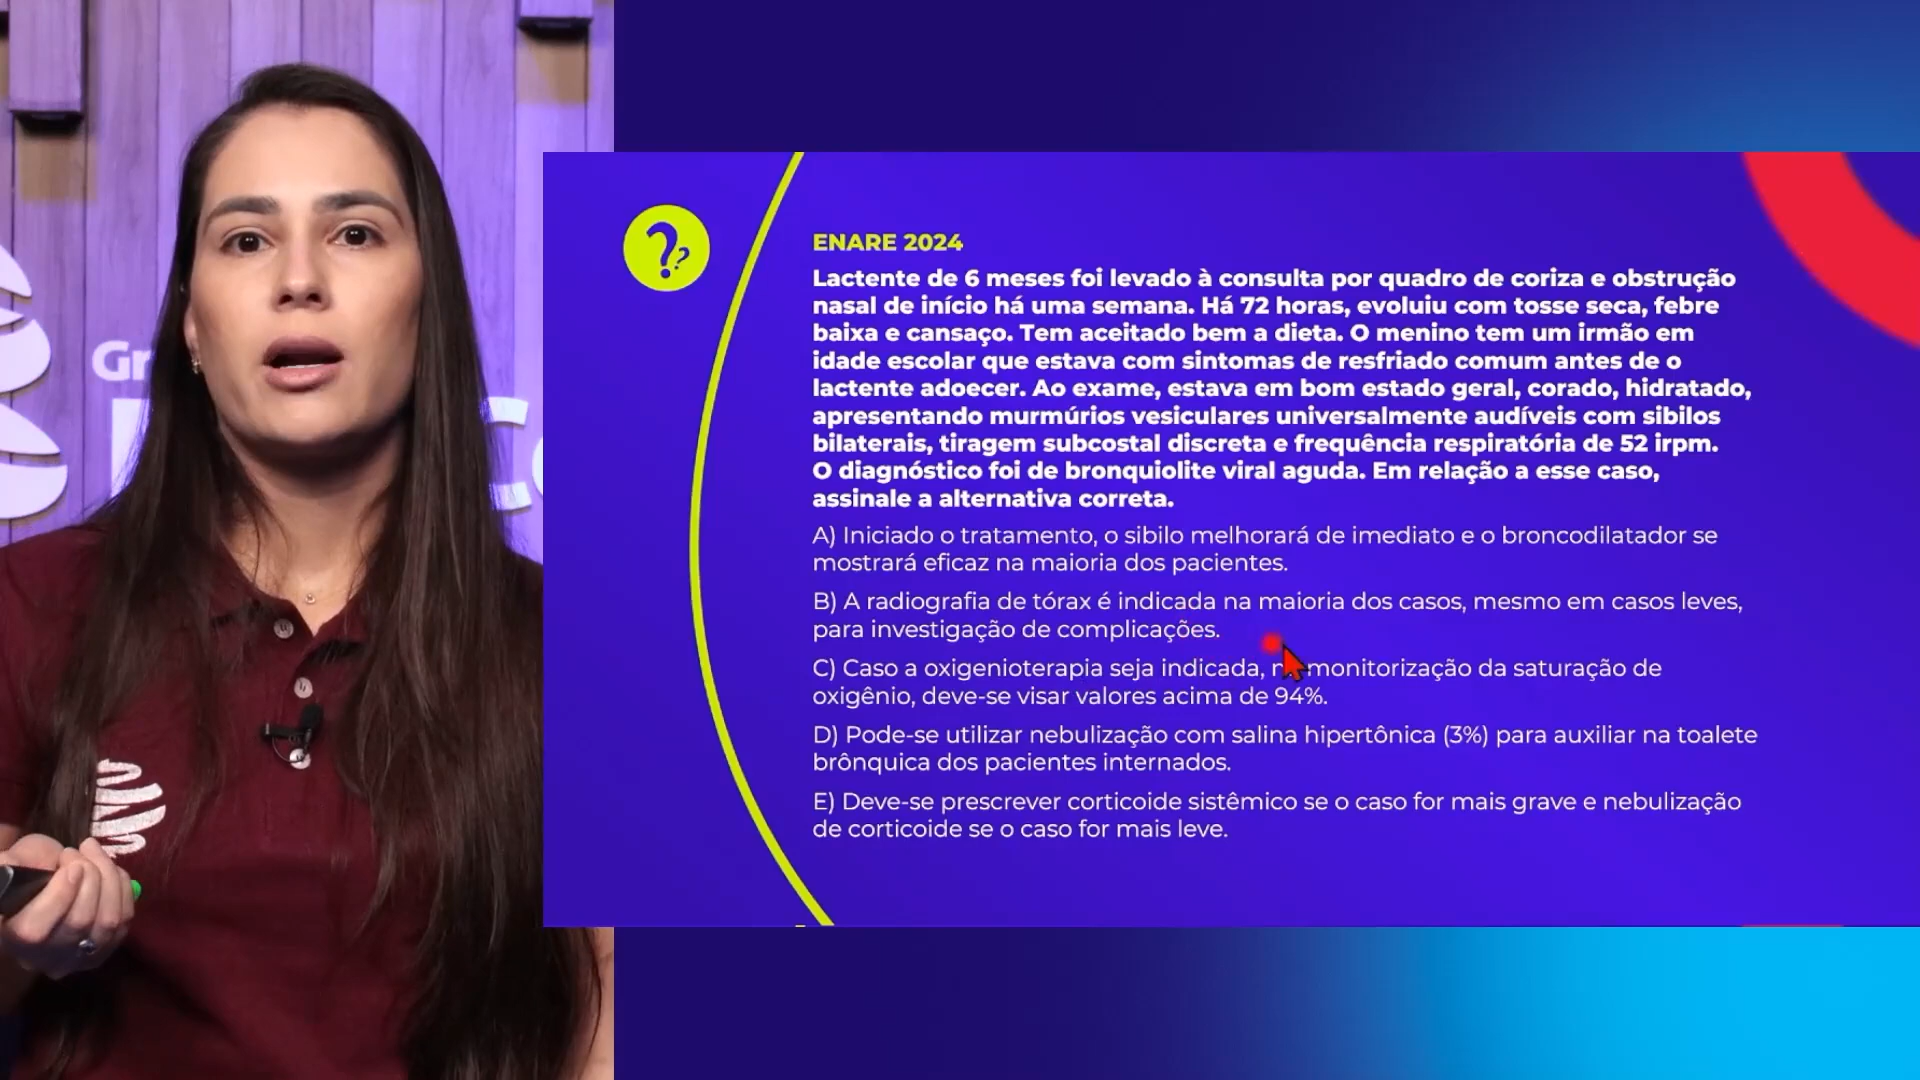 Gr
ENARE 2024
Lactente de 6 meses foi levado à consulta por quadro de coriza e obstrução
nasal de início há uma semana. Há 72 horas, evoluiu com tosse seca, febre
baixa e cansaço. Tem aceitado bem a dieta. O menino tem um irmão em
idade escolar que estava com sintomas de resfriado comum antes de o
lactente adoecer. Ao exame, estava em bom estado geral, corado, hidratado,
apresentando murmúrios vesiculares universalmente audíveis com sibilos
bilaterais, tiragem subcostal discreta e frequência respiratória de 52 irpm.
O diagnóstico foi de bronquiolite viral aguda. Em relação a esse caso,
assinale a alternativa correta.
A) Iniciado o tratamento, o sibilo melhorará de imediato e o broncodilatador se
mostrará eficaz na maioria dos pacientes.
B) A radiografia de tórax é indicada na maioria dos casos, mesmo em casos leves,
para investigação de complicações.
C) Caso a oxigenioterapia seja indicada, monitorização da saturação de
oxigênio, deve-se visar valores acima de 94%.
D) Pode-se utilizar nebulização com salina hipertônica (3%) para auxiliar na toalete
brônquica dos pacientes internados.
E) Deve-se prescrever corticoide sistêmico se o caso for mais grave e nebulização
de corticoide se o caso for mais leve.